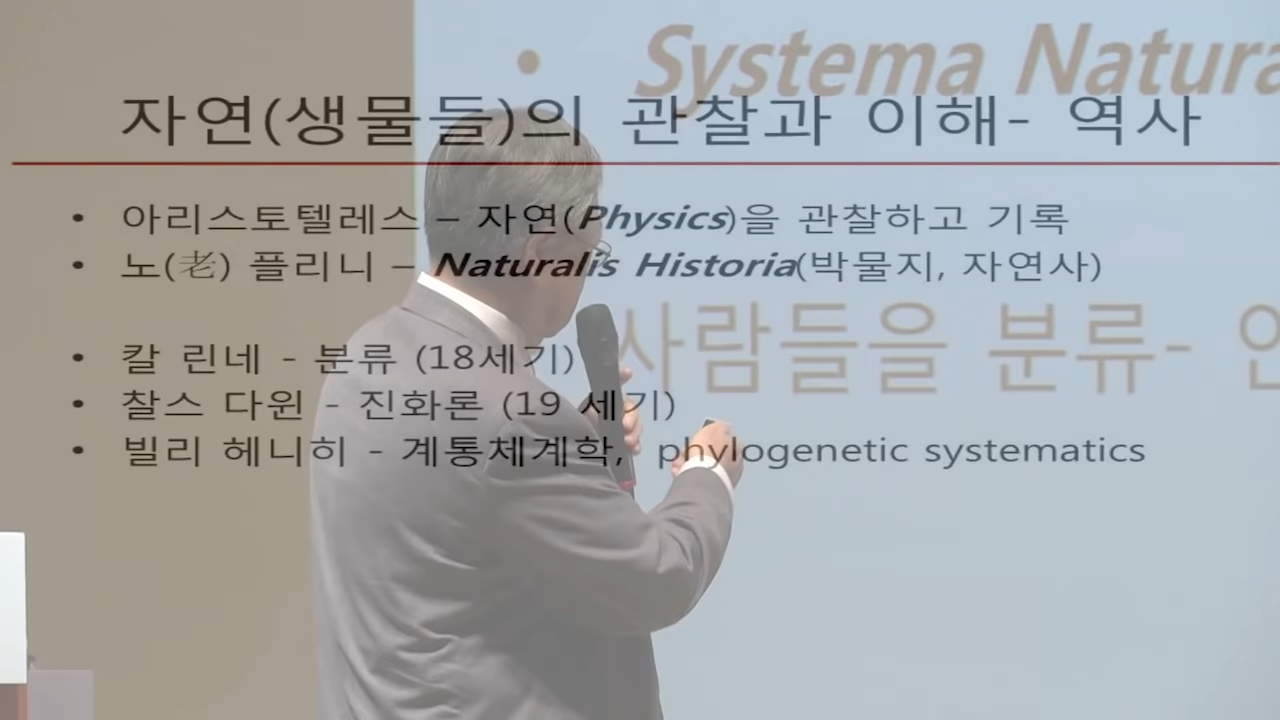 • Systema Natura
자연(생물들)의 관찰과 이해- 역사
• 아리스토텔레스 – 자연(Physics)을 관찰하고 기록
• 노(老) 플리니 – Naturalis Historia(박물지, 자연사)
사람들을 분류-
• 칼 린네 - 분류 (18세기)
• 찰스 다윈 - 진화론 (19 세기)
• 빌리 헤니히 - 계통체계학, phylogenetic systematics